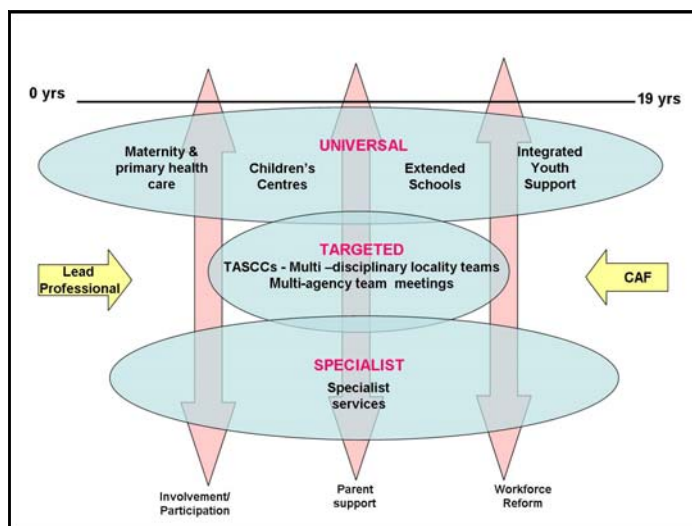 0 yrs
19 yrs
UNIVERSAL
Maternity &
primary health
care
Children's
Centres
Extended
Schools
Integrated
Youth
Support
TARGETED
TASCCs - Multi –disciplinary locality teams
Multi-agency team meetings
Lead
Professional
CAF
SPECIALIST
Specialist
services
Involvement/
Participation
Parent
support
Workforce
Reform